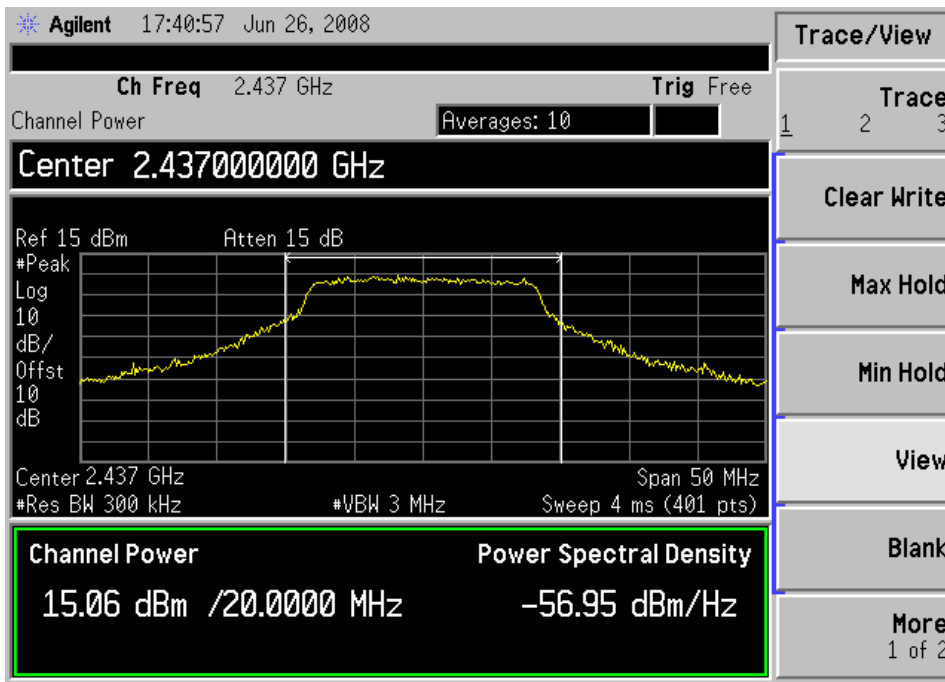 Agilent 17:40:57 Jun 26, 2008
Ch Freq 2.437 GHz Trig Free
Channel Power Averages: 10
Center 2.437000000 GHz
Ref 15 dBm Atten 15 dB
#Peak
Log
10
dB/
Offst
10
dB
Center 2.437 GHz Span 50 MHz
#Res BW 300 kHz #VBW 3 MHz Sweep 4 ms (401 pts)
Channel Power Power Spectral Density
15.06 dBm /20.0000 MHz -56.95 dBm/Hz
Trace/View
Trace
1 2 3
Clear Write
Max Hold
Min Hold
View
Blank
More
1 of 2